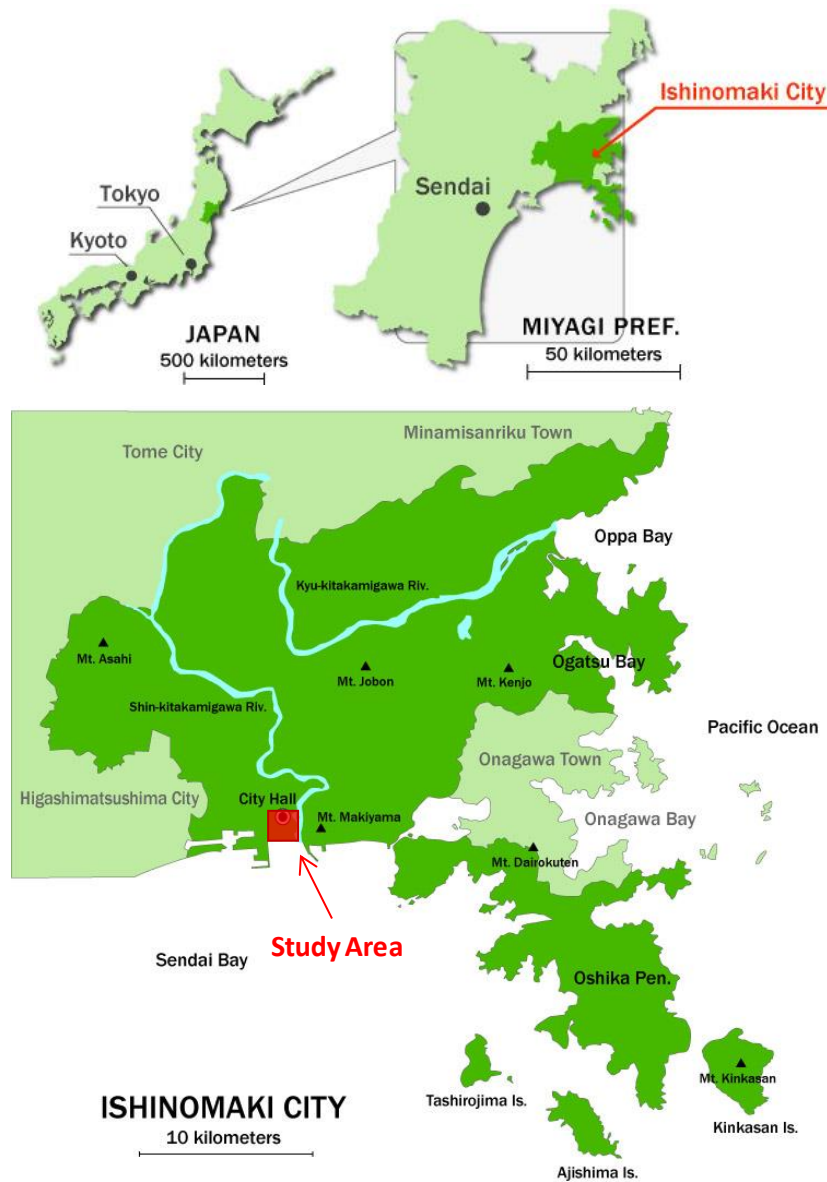 Ishinomaki City
Tokyo
Sendai
Kyoto
JAPAN
500 kilometers
MIYAGI PREF.
50 kilometers
Minamisanriku Town
Tome City
Oppa Bay
Kyu-kitakamigawa Riv.
Mt. Asahi
Mt. Jobon
Mt. Kenjo
Ogatsu Bay
Shin-kitakamigawa Riv.
Pacific Ocean
Onagawa Town
Higashimatsushima City
City Hall
Mt. Makiyama
Onagawa Bay
Mt. Dairokuten
Study Area
Sendai Bay
Oshika Pen.
Mt. Kinkasan
Tashirojima Is.
ISHINOMAKI CITY
10 kilometers
Kinkasan Is.
Ajishima Is.